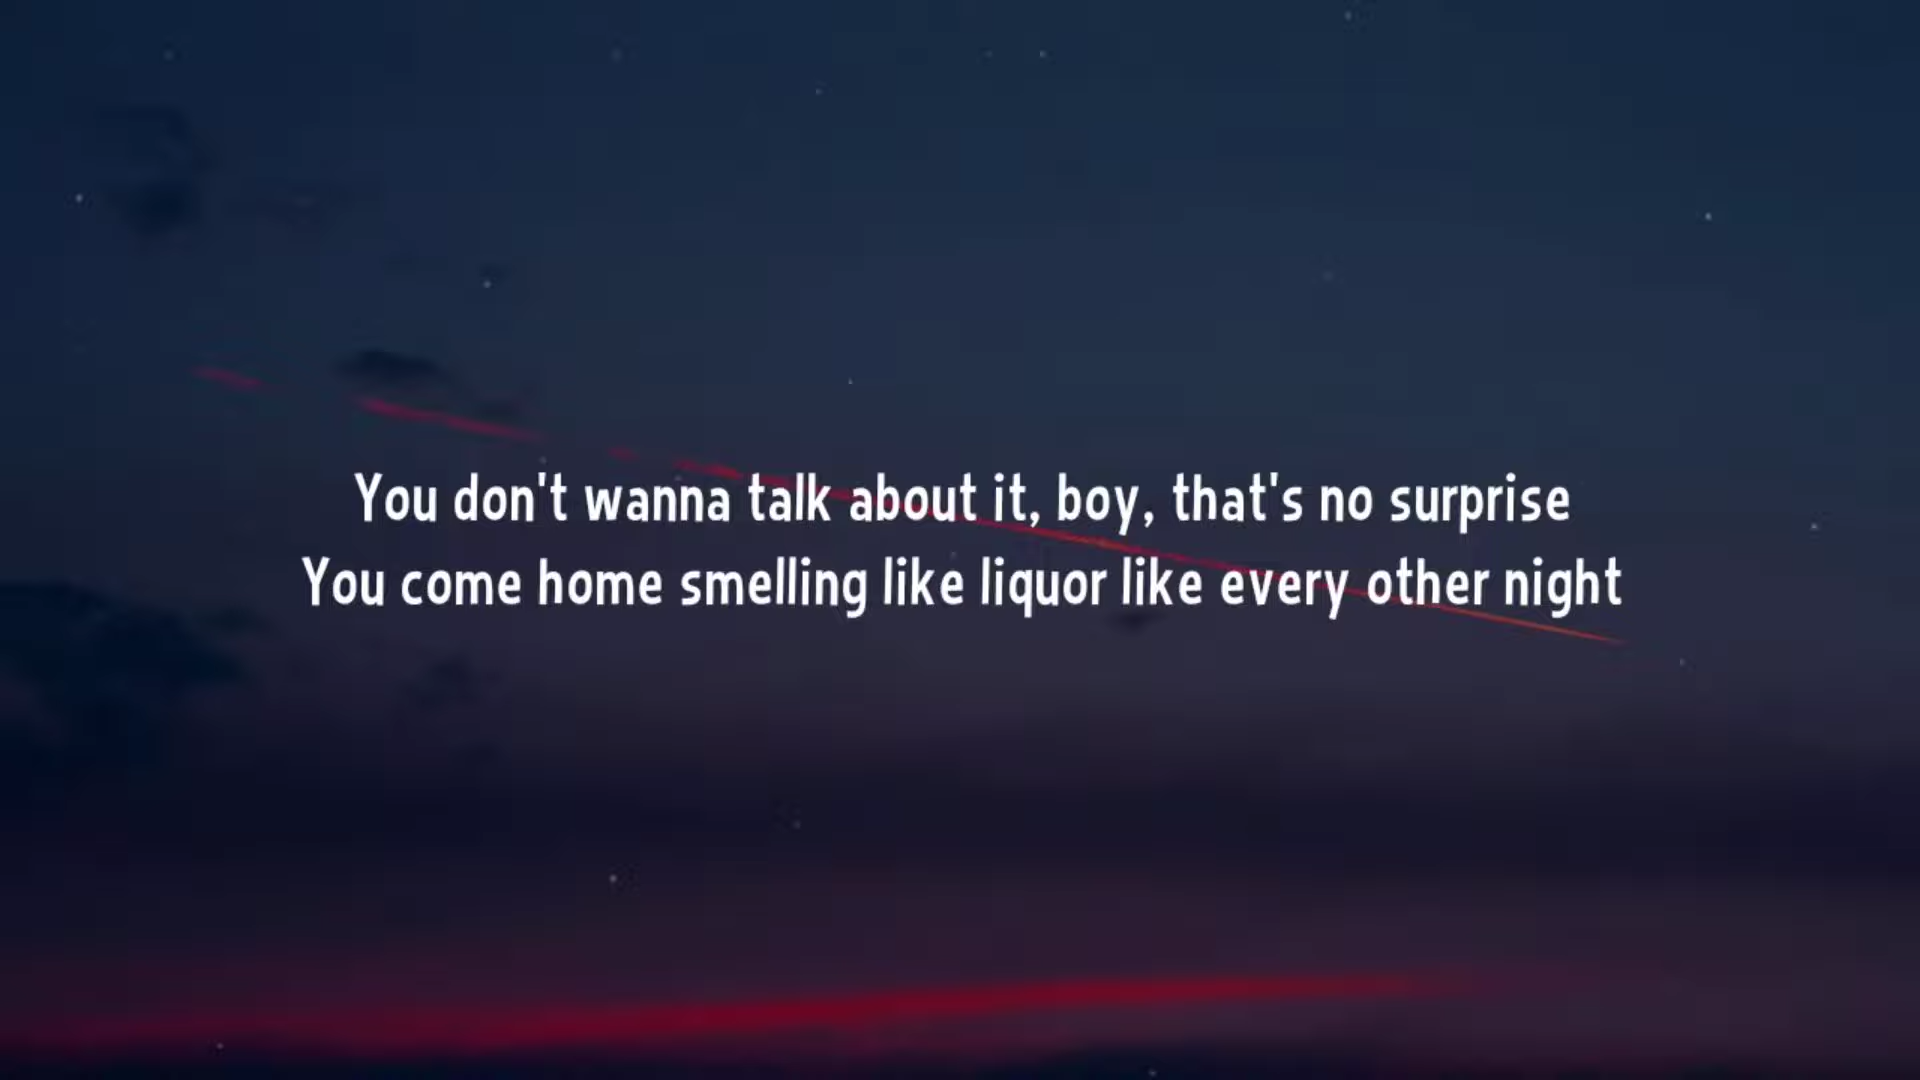 You don't wanna talk about it, boy, that's no surprise
You come home smelling like liquor like every other night